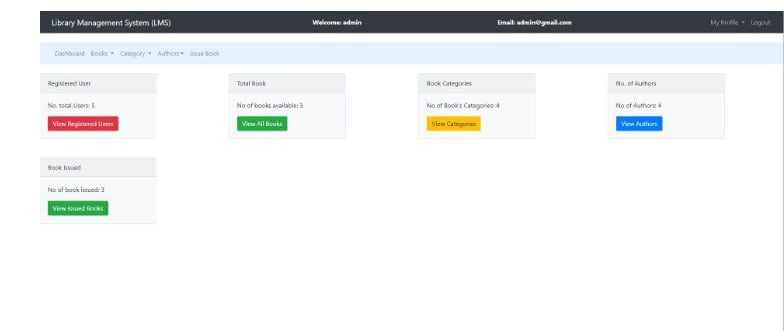 Library Management System (LMS) Welcome: admin Email: admin@gmail.com My Profile Logout
Dashboard Books Category Authors Issue Book
Registered User Total Book Book Categories No. of Authors
No. total Users: 5 No of books available: 3 No of Book's Categories: 4 No of Authors: 4
View Registered Users View All Books View Categories View Authors
Book Issued
No of book issued: 3
View Issued Books